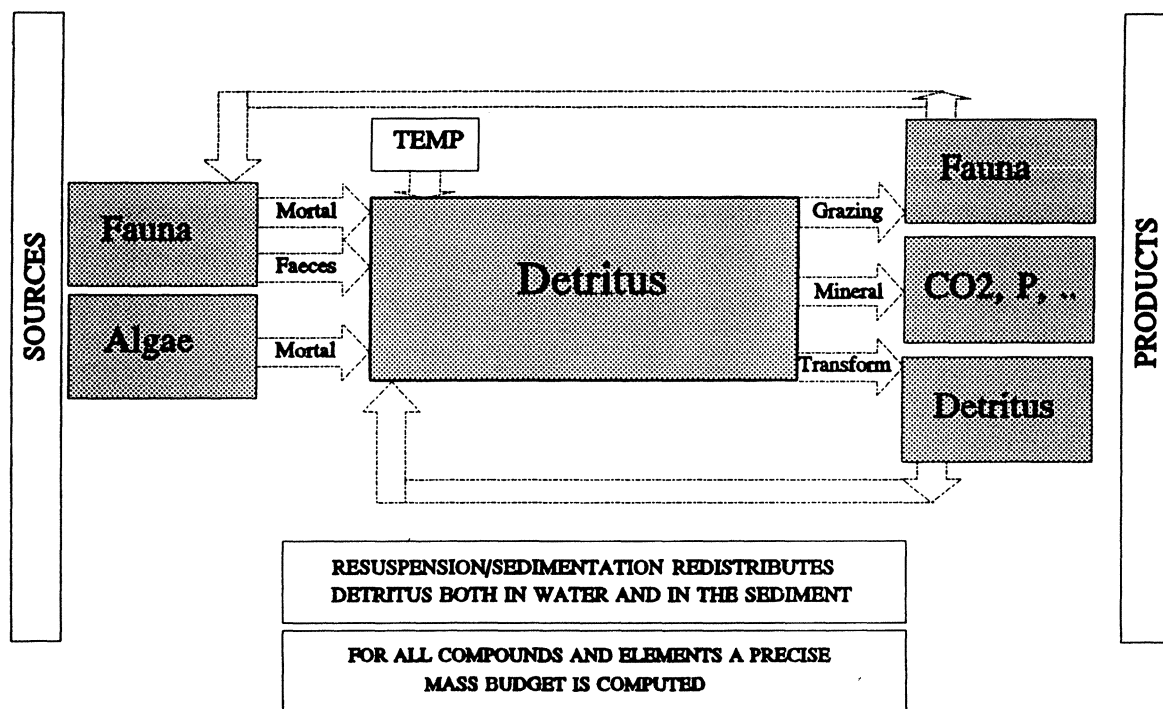 SOURCES
TEMP
Fauna
Algae
Mortal
Faeces
Mortal
Detritus
Grazing
Mineral
Transform
Fauna
CO2, P, ..
Detritus
PRODUCTS
RESUSPENSION/SEDIMENTATION REDISTRIBUTES
DETRITUS BOTH IN WATER AND IN THE SEDIMENT
FOR ALL COMPOUNDS AND ELEMENTS A PRECISE
MASS BUDGET IS COMPUTED